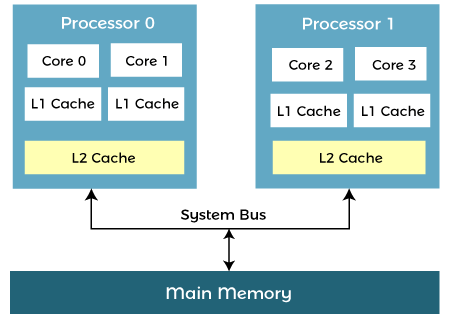 Processor 0
Core 0
Core 1
L1 Cache
L1 Cache
L2 Cache
Processor 1
Core 2
Core 3
L1 Cache
L1 Cache
L2 Cache
System Bus
Main Memory